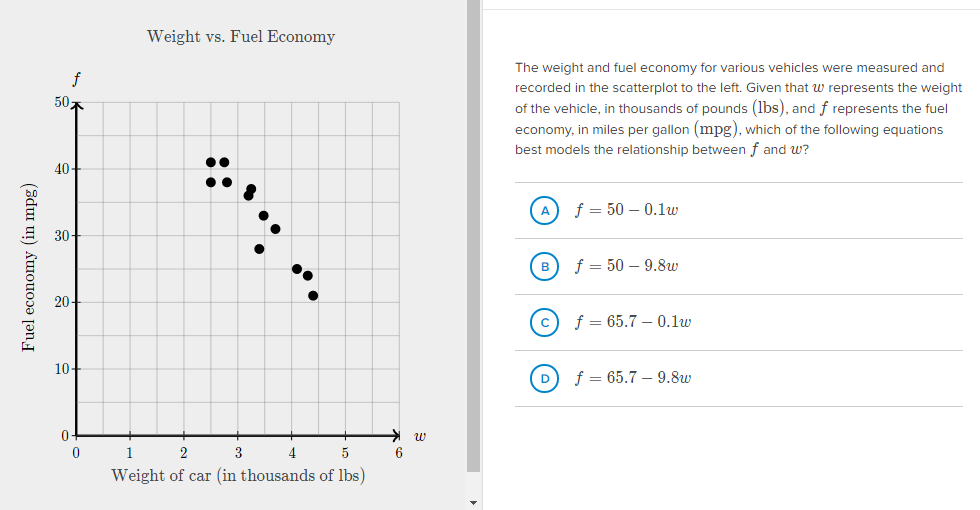 Weight vs. Fuel Economy
f
50
40
30
20
10
0
Fuel economy (in mpg)
0 1 2 3 4 5 6
w
Weight of car (in thousands of lbs)
The weight and fuel economy for various vehicles were measured and
recorded in the scatterplot to the left. Given that w represents the weight
of the vehicle, in thousands of pounds (lbs), and f represents the fuel
economy, in miles per gallon (mpg), which of the following equations
best models the relationship between f and w?
A f = 50 − 0.1w
B f = 50 − 9.8w
C f = 65.7 − 0.1w
D f = 65.7 − 9.8w